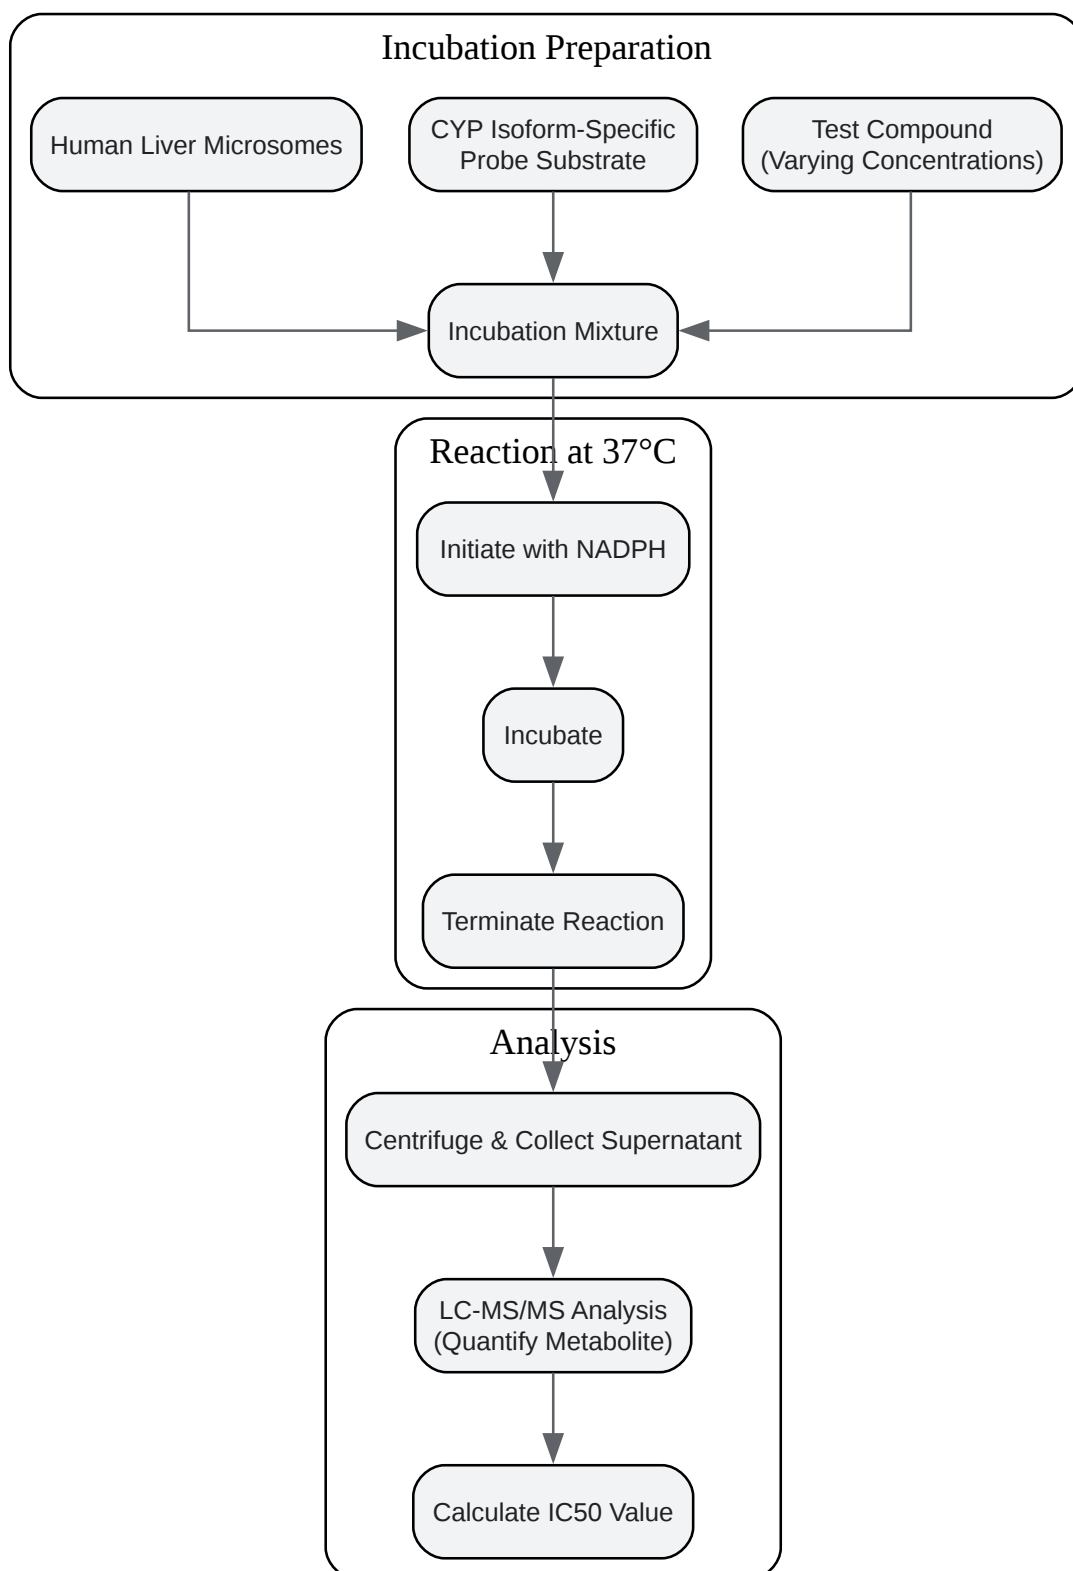 Incubation Preparation
Human Liver Microsomes
CYP Isoform-Specific
Probe Substrate
Test Compound
(Varying Concentrations)
Incubation Mixture
Reaction at 37°C
Initiate with NADPH
Incubate
Terminate Reaction
Analysis
Centrifuge & Collect Supernatant
LC-MS/MS Analysis
(Quantify Metabolite)
Calculate IC50 Value